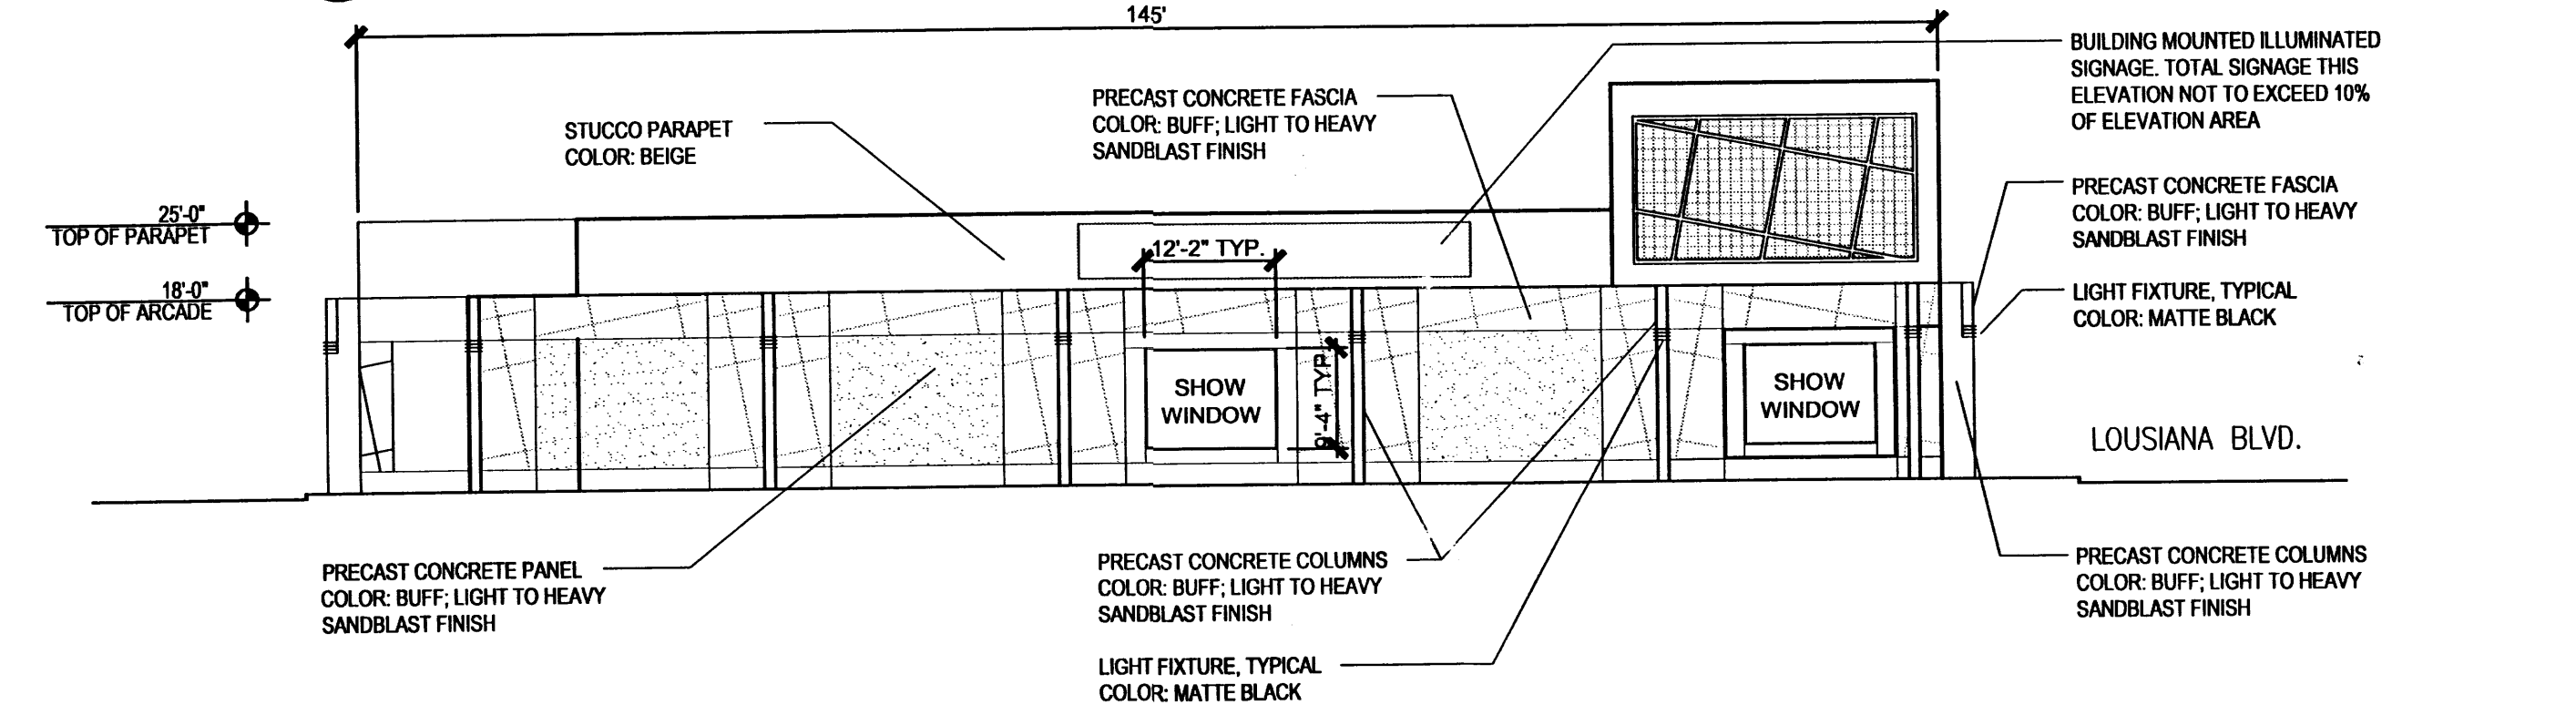 145'
BUILDING MOUNTED ILLUMINATED
SIGNAGE. TOTAL SIGNAGE THIS
ELEVATION NOT TO EXCEED 10%
OF ELEVATION AREA
PRECAST CONCRETE FASCIA
COLOR: BUFF; LIGHT TO HEAVY
SANDBLAST FINISH
STUCCO PARAPET
COLOR: BEIGE
PRECAST CONCRETE FASCIA
COLOR: BUFF; LIGHT TO HEAVY
SANDBLAST FINISH
25'-0"
TOP OF PARAPET
12'-2" TYP.
18'-0"
TOP OF ARCADE
LIGHT FIXTURE, TYPICAL
COLOR: MATTE BLACK
SHOW
WINDOW
9'-4" TYP.
SHOW
WINDOW
LOUSIANA BLVD.
PRECAST CONCRETE PANEL
COLOR: BUFF; LIGHT TO HEAVY
SANDBLAST FINISH
PRECAST CONCRETE COLUMNS
COLOR: BUFF; LIGHT TO HEAVY
SANDBLAST FINISH
PRECAST CONCRETE COLUMNS
COLOR: BUFF; LIGHT TO HEAVY
SANDBLAST FINISH
LIGHT FIXTURE, TYPICAL
COLOR: MATTE BLACK